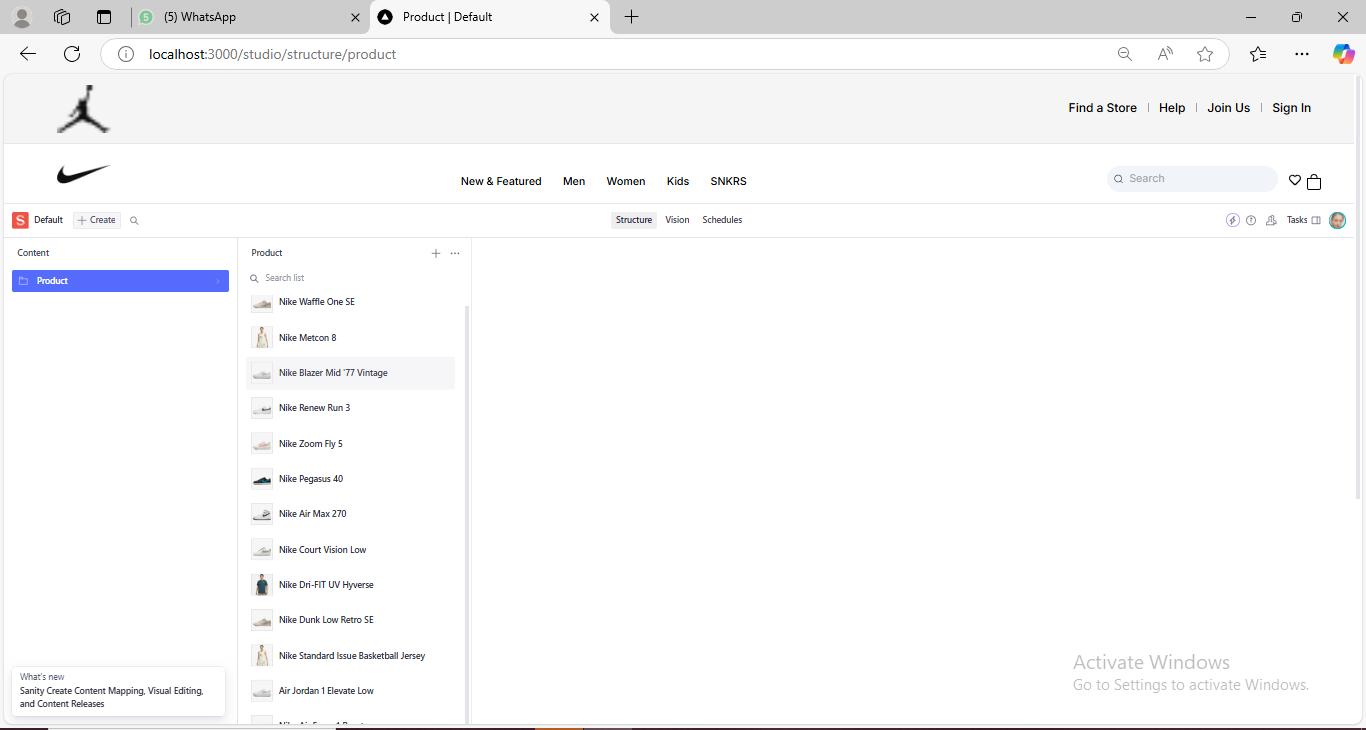 5
(5) WhatsApp
Product | Default
localhost:3000/studio/structure/product
Find a Store
Help
Join Us
Sign In
New & Featured
Men
Women
Kids
SNKRS
Search
S
Default
Create
Structure
Vision
Schedules
Tasks
Content
Product
Product
Search list
Nike Waffle One SE
Nike Metcon 8
Nike Blazer Mid '77 Vintage
Nike Renew Run 3
Nike Zoom Fly 5
Nike Pegasus 40
Nike Air Max 270
Nike Court Vision Low
Nike Dri-FIT UV Hyverse
Nike Dunk Low Retro SE
Nike Standard Issue Basketball Jersey
Air Jordan 1 Elevate Low
What's new
Sanity Create Content Mapping, Visual Editing,
and Content Releases
Activate Windows
Go to Settings to activate Windows.